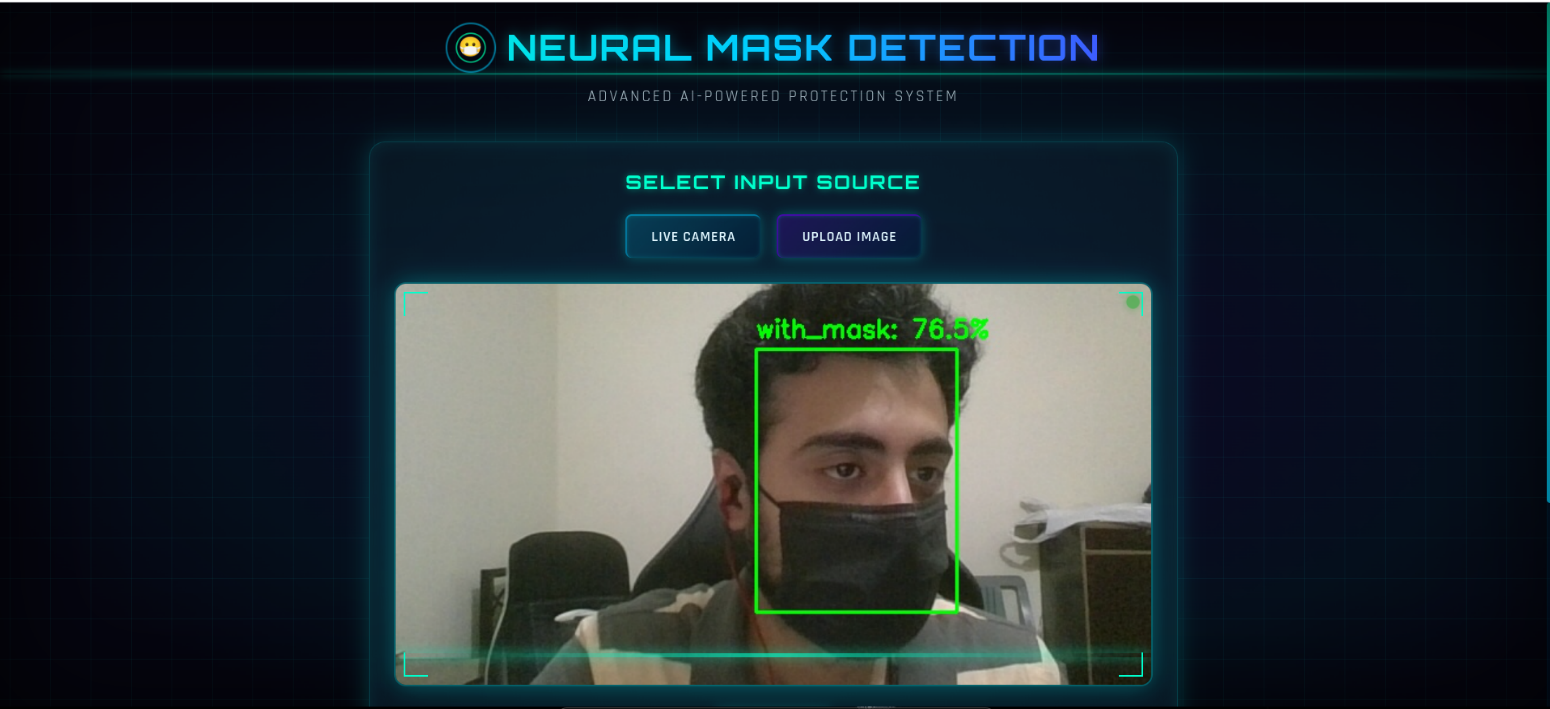 NEURAL MASK DETECTION
ADVANCED AI-POWERED PROTECTION SYSTEM
SELECT INPUT SOURCE
LIVE CAMERA
UPLOAD IMAGE
with_mask: 76.5%